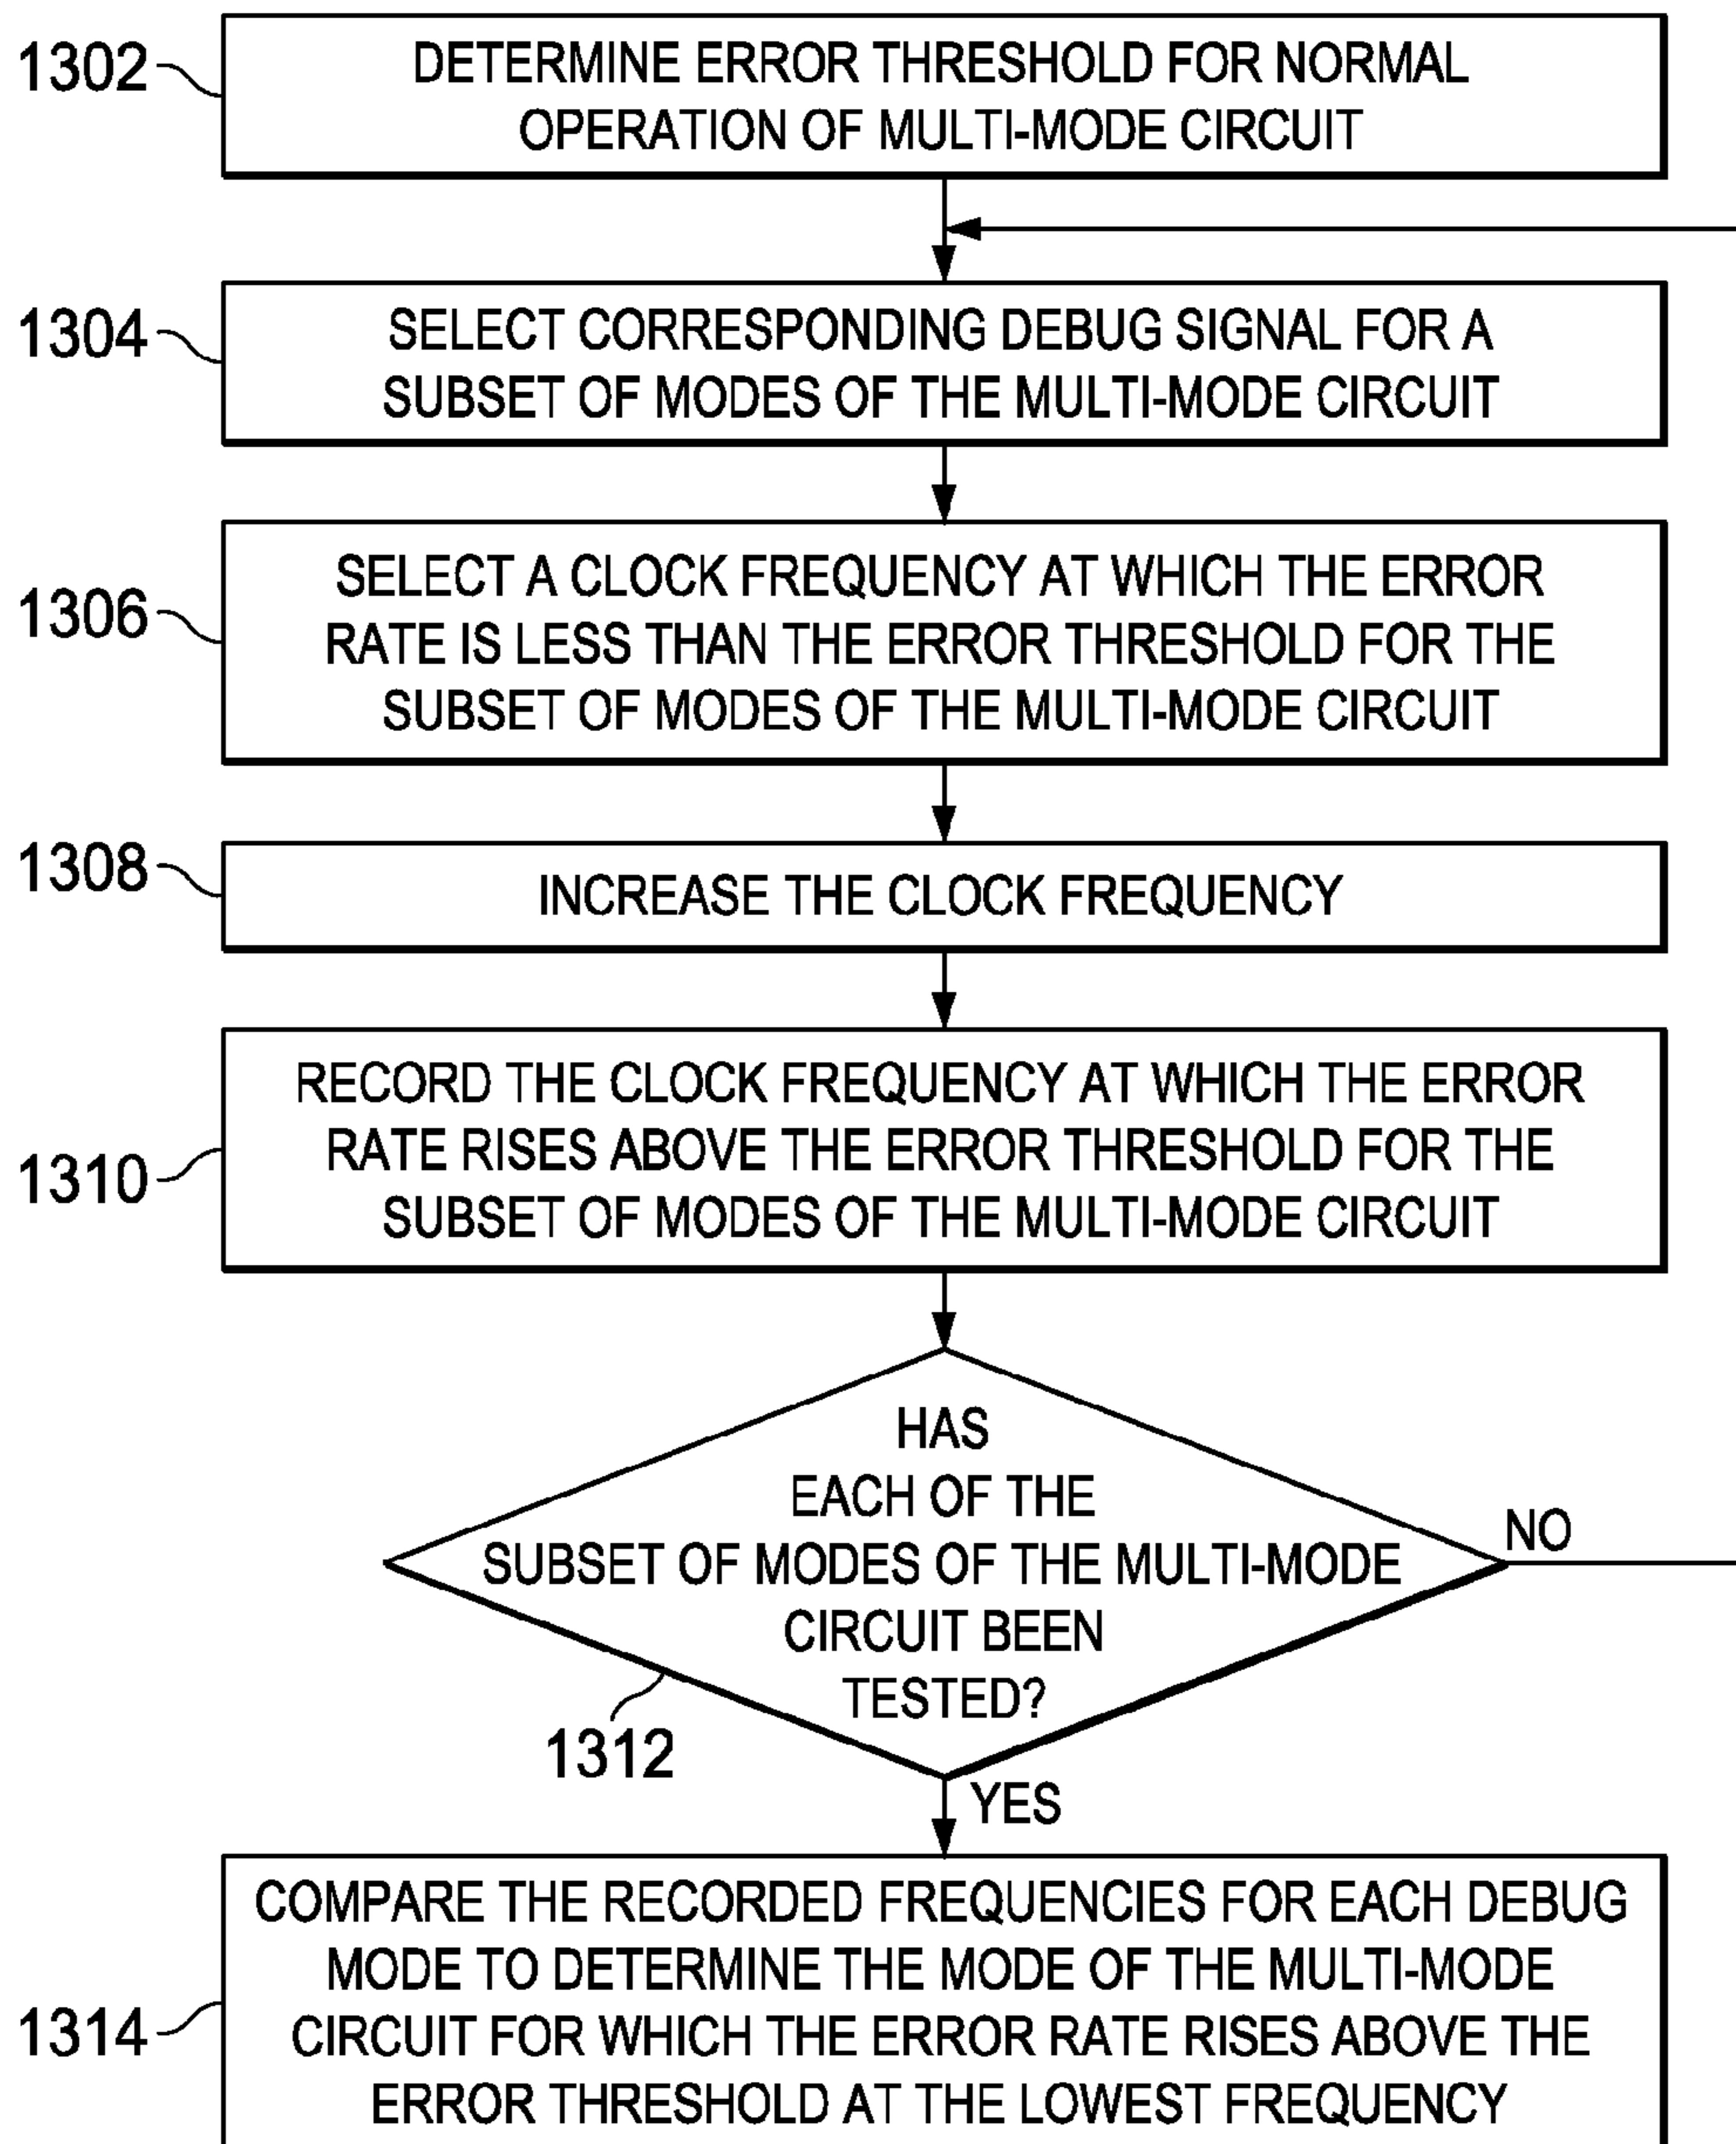 1302
DETERMINE ERROR THRESHOLD FOR NORMAL
OPERATION OF MULTI-MODE CIRCUIT
1304
SELECT CORRESPONDING DEBUG SIGNAL FOR A
SUBSET OF MODES OF THE MULTI-MODE CIRCUIT
1306
SELECT A CLOCK FREQUENCY AT WHICH THE ERROR
RATE IS LESS THAN THE ERROR THRESHOLD FOR THE
SUBSET OF MODES OF THE MULTI-MODE CIRCUIT
1308
INCREASE THE CLOCK FREQUENCY
1310
RECORD THE CLOCK FREQUENCY AT WHICH THE ERROR
RATE RISES ABOVE THE ERROR THRESHOLD FOR THE
SUBSET OF MODES OF THE MULTI-MODE CIRCUIT
HAS
EACH OF THE
SUBSET OF MODES OF THE MULTI-MODE
CIRCUIT BEEN
TESTED?
NO
1312
YES
1314
COMPARE THE RECORDED FREQUENCIES FOR EACH DEBUG
MODE TO DETERMINE THE MODE OF THE MULTI-MODE
CIRCUIT FOR WHICH THE ERROR RATE RISES ABOVE THE
ERROR THRESHOLD AT THE LOWEST FREQUENCY